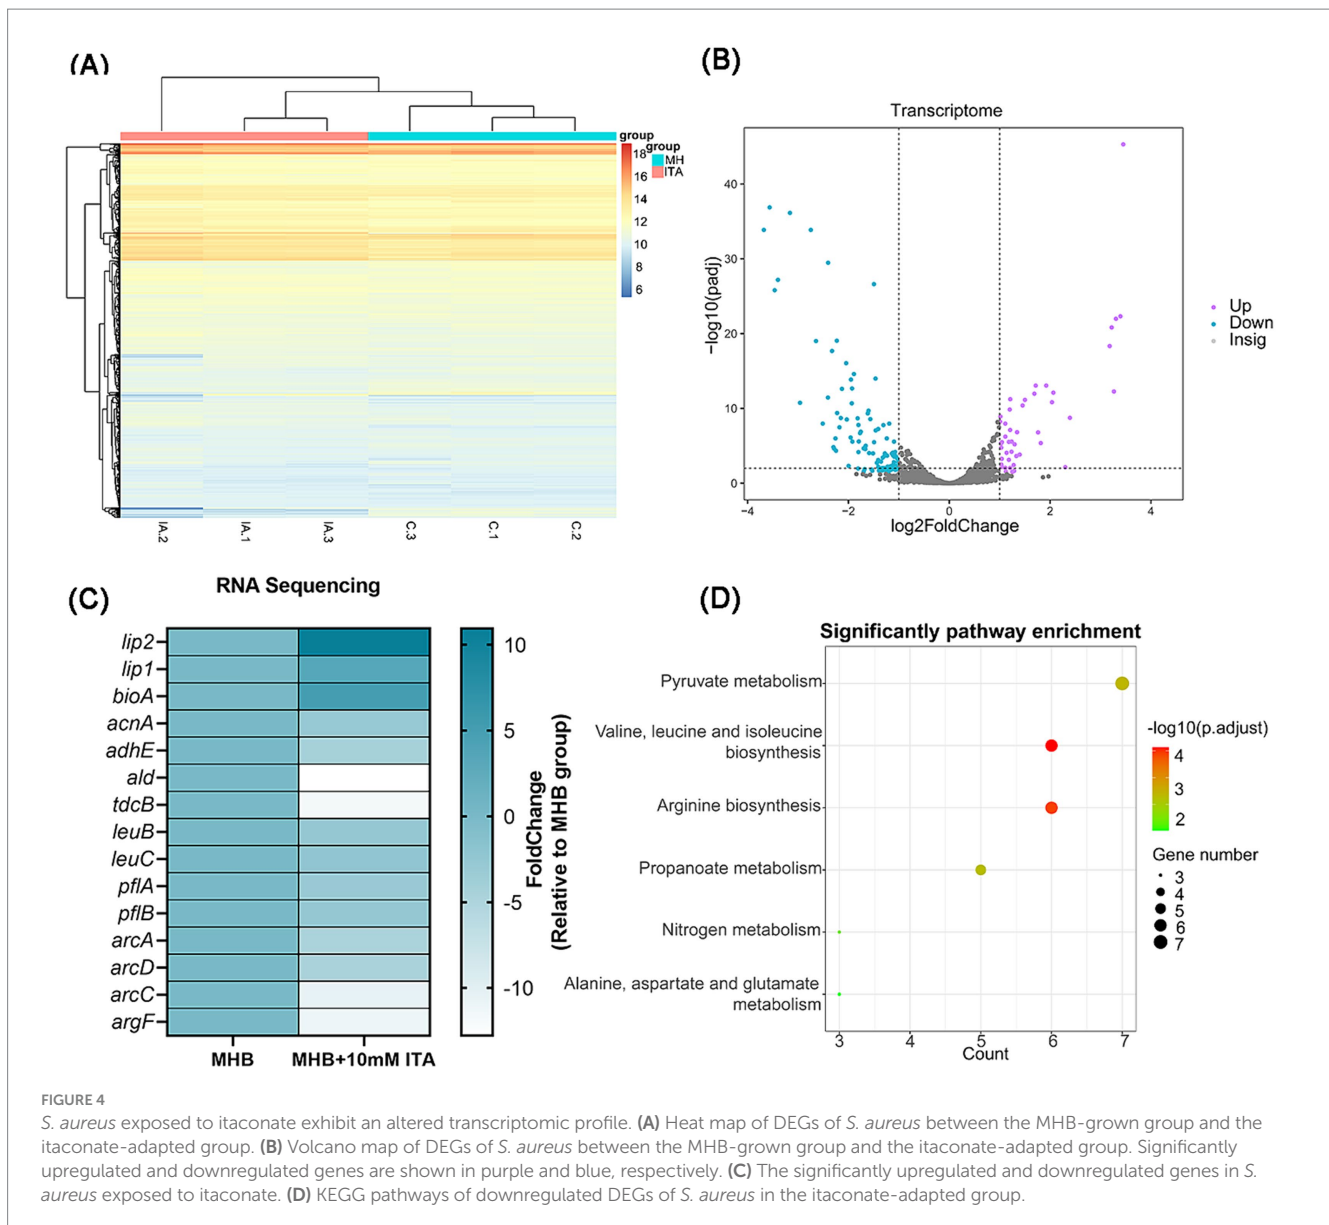 (A)
group
group
18
16
14
12
10
8
6
MH
ITA
IA.2
IA.1
IA.3
C.3
C.1
C.2
(B)
Transcriptome
−log10(padj)
40
30
20
10
0
−4
−2
0
2
4
log2FoldChange
Up
Down
Insig
(C)
RNA Sequencing
lip2
lip1
bioA
acnA
adhE
ald
tdcB
leuB
leuC
pflA
pflB
arcA
arcD
arcC
argF
MHB
MHB+10mM ITA
10
5
0
-5
-10
FoldChange
(Relative to MHB group)
(D)
Significantly pathway enrichment
Pyruvate metabolism
Valine, leucine and isoleucine
biosynthesis
Arginine biosynthesis
Propanoate metabolism
Nitrogen metabolism
Alanine, aspartate and glutamate
metabolism
3
4
5
6
7
Count
-log10(p.adjust)
4
3
2
Gene number
3
4
5
6
7
FIGURE 4
S. aureus exposed to itaconate exhibit an altered transcriptomic profile. (A) Heat map of DEGs of S. aureus between the MHB-grown group and the
itaconate-adapted group. (B) Volcano map of DEGs of S. aureus between the MHB-grown group and the itaconate-adapted group. Significantly
upregulated and downregulated genes are shown in purple and blue, respectively. (C) The significantly upregulated and downregulated genes in S.
aureus exposed to itaconate. (D) KEGG pathways of downregulated DEGs of S. aureus in the itaconate-adapted group.